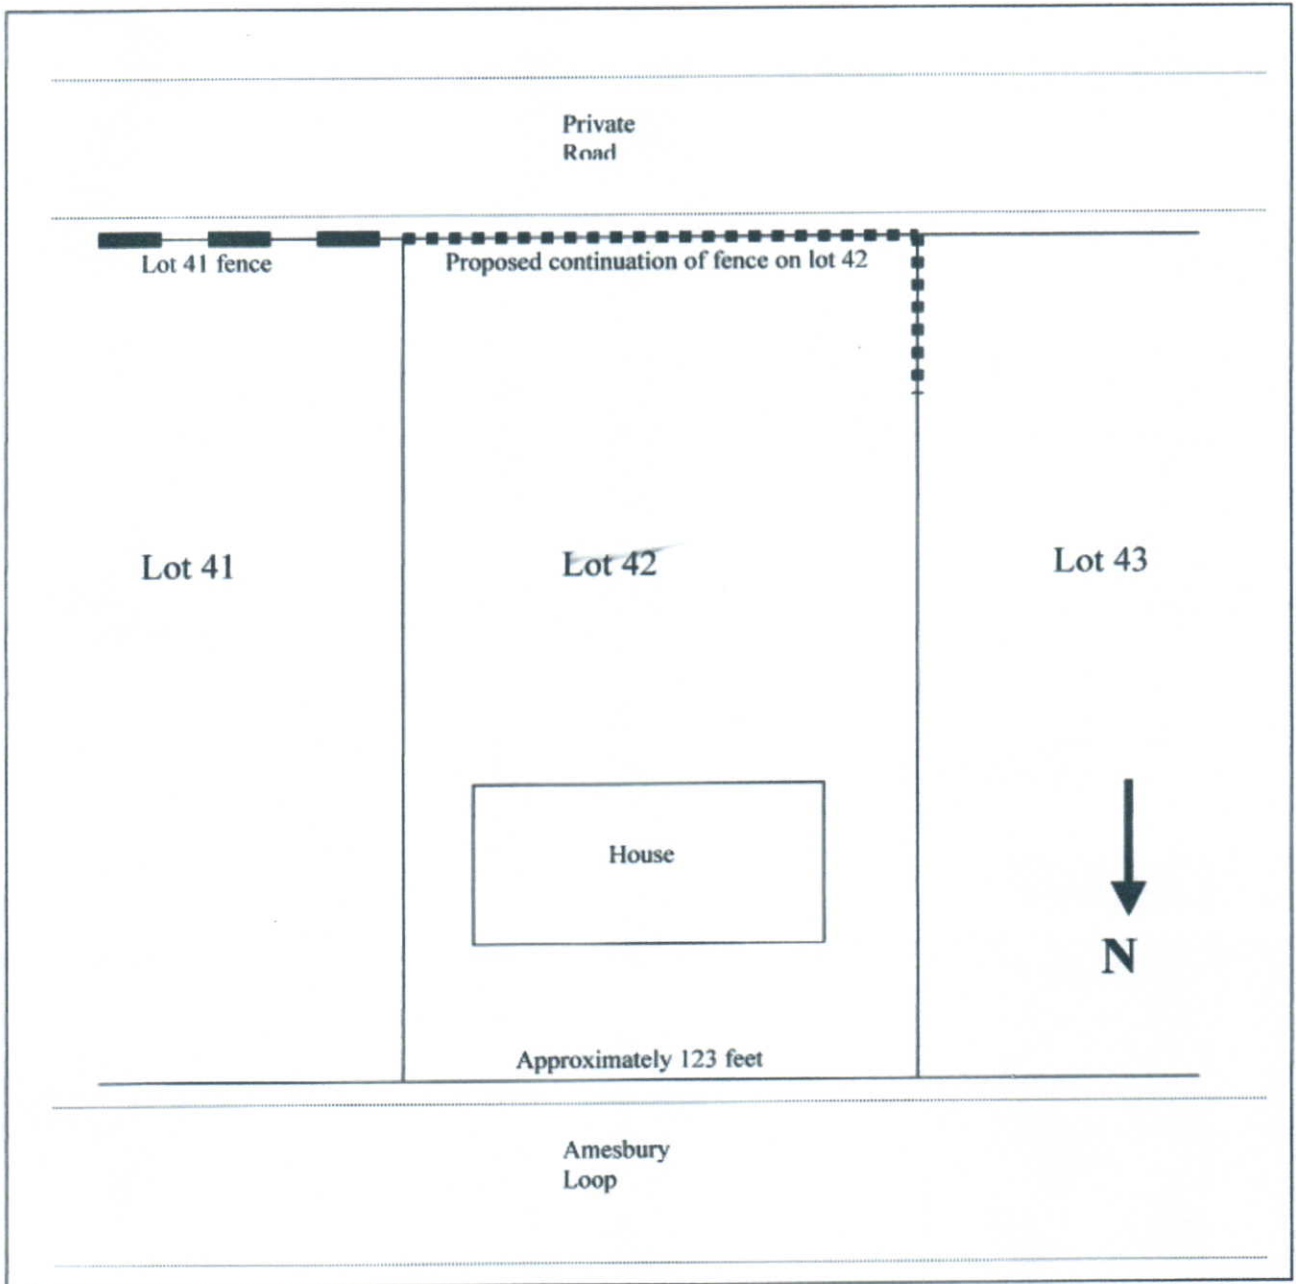 Private
Road
Lot 41 fence
Proposed continuation of fence on lot 42
Lot 41
Lot 42
Lot 43
House
N
Approximately 123 feet
Amesbury
Loop